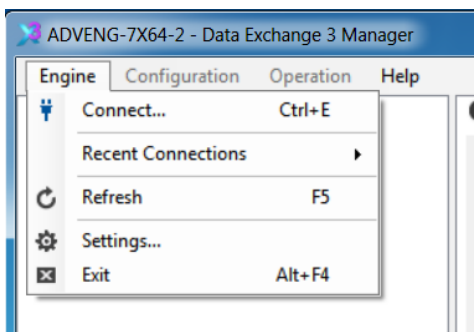 ADVENG-7X64-2 - Data Exchange 3 Manager
Engine Configuration Operation Help
Connect... Ctrl+E
Recent Connections
Refresh F5
Settings...
Exit Alt+F4